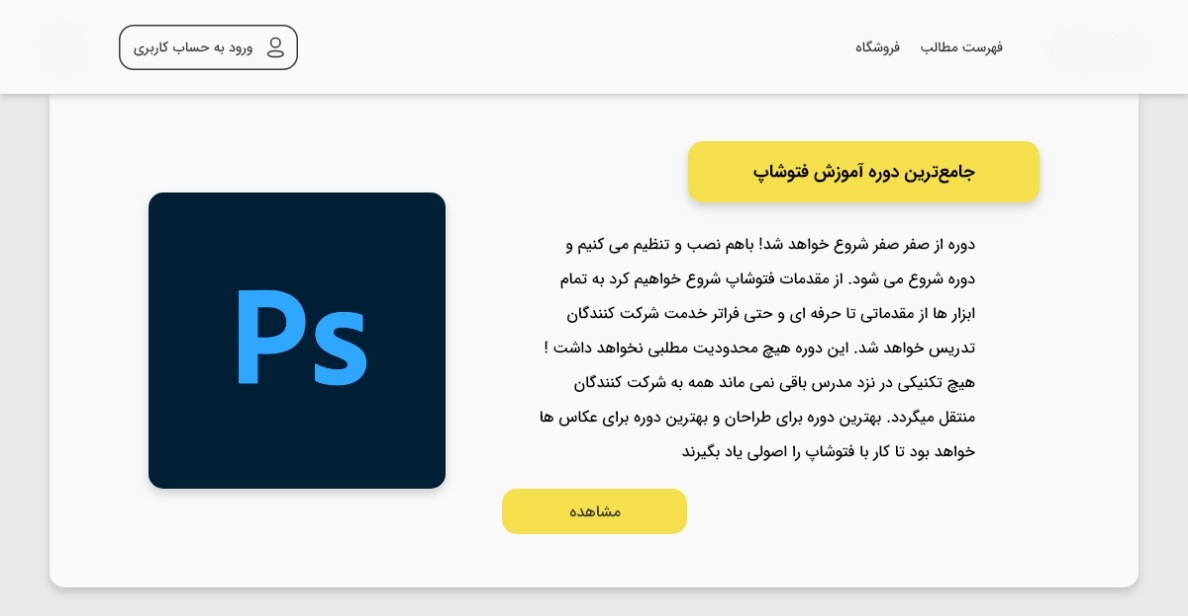 فهرست مطالب
فروشگاه
ورود به حساب کاربری
جامع‌ترین دوره آموزش فتوشاپ
دوره از صفر صفر شروع خواهد شد! باهم نصب و تنظیم می کنیم و
دوره شروع می شود. از مقدمات فتوشاپ شروع خواهیم کرد به تمام
ابزار ها از مقدماتی تا حرفه ای و حتی فراتر خدمت شرکت کنندگان
تدریس خواهد شد. این دوره هیچ محدودیت مطلبی نخواهد داشت !
هیچ تکنیکی در نزد مدرس باقی نمی ماند همه به شرکت کنندگان
منتقل میگردد. بهترین دوره برای طراحان و بهترین دوره برای عکاس ها
خواهد بود تا کار با فتوشاپ را اصولی یاد بگیرند
Ps
مشاهده